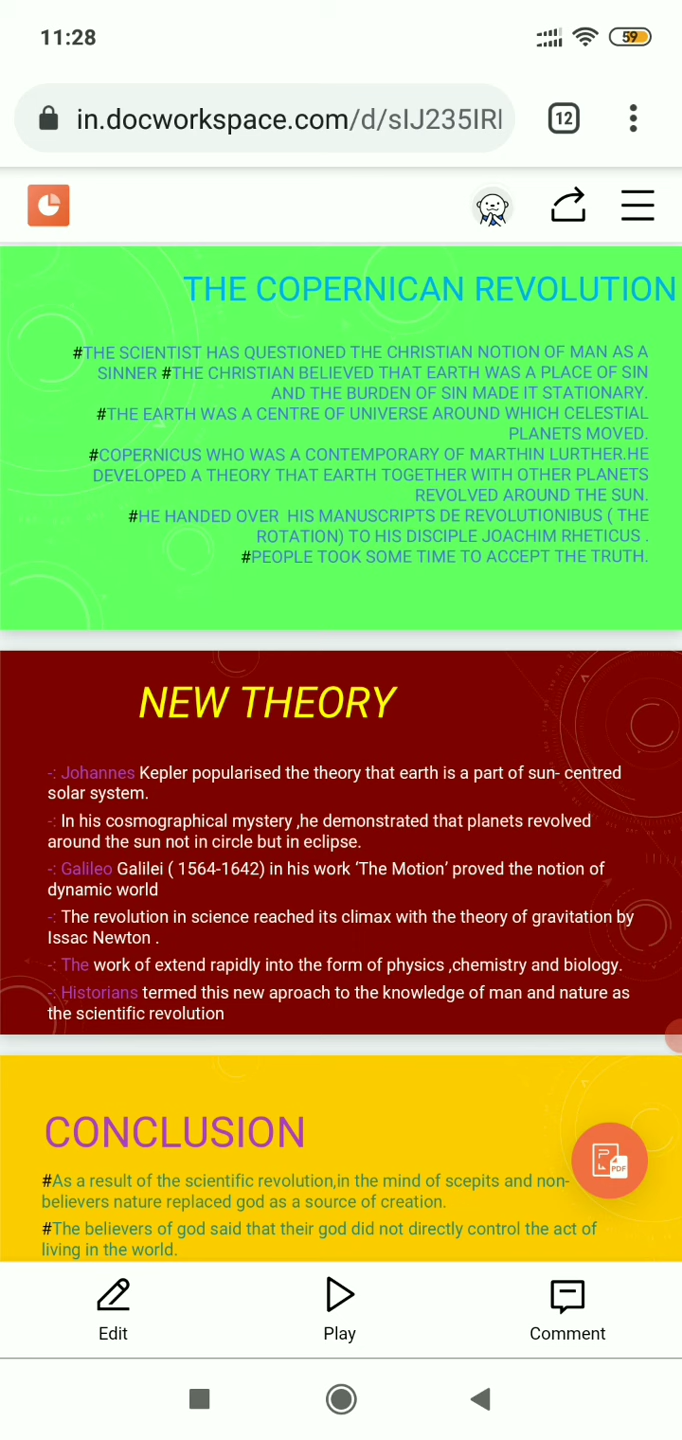 11:28
59
in.docworkspace.com/d/sIJ235IRI
12
THE COPERNICAN REVOLUTION
#THE SCIENTIST HAS QUESTIONED THE CHRISTIAN NOTION OF MAN AS A
SINNER #THE CHRISTIAN BELIEVED THAT EARTH WAS A PLACE OF SIN
AND THE BURDEN OF SIN MADE IT STATIONARY.
#THE EARTH WAS A CENTRE OF UNIVERSE AROUND WHICH CELESTIAL
PLANETS MOVED.
#COPERNICUS WHO WAS A CONTEMPORARY OF MARTHIN LURTHER.HE
DEVELOPED A THEORY THAT EARTH TOGETHER WITH OTHER PLANETS
REVOLVED AROUND THE SUN.
#HE HANDED OVER HIS MANUSCRIPTS DE REVOLUTIONIBUS ( THE
ROTATION) TO HIS DISCIPLE JOACHIM RHETICUS .
#PEOPLE TOOK SOME TIME TO ACCEPT THE TRUTH.
NEW THEORY
-: Johannes Kepler popularised the theory that earth is a part of sun- centred
solar system.
-: In his cosmographical mystery ,he demonstrated that planets revolved
around the sun not in circle but in eclipse.
-: Galileo Galilei ( 1564-1642) in his work ‘The Motion’ proved the notion of
dynamic world
-: The revolution in science reached its climax with the theory of gravitation by
Issac Newton .
-: The work of extend rapidly into the form of physics ,chemistry and biology.
-: Historians termed this new aproach to the knowledge of man and nature as
the scientific revolution
CONCLUSION
#As a result of the scientific revolution,in the mind of scepits and non-
believers nature replaced god as a source of creation.
#The believers of god said that their god did not directly control the act of
living in the world.
PDF
Edit
Play
Comment